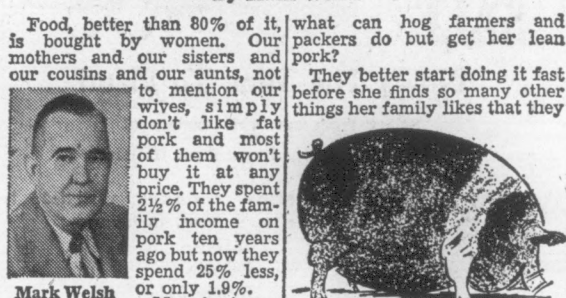 Food, better than 80% of it,
is bought by women. Our
mothers and our sisters and
our cousins and our aunts, not
to mention our
wives, simply
don't like fat
pork and most
of them won't
buy it at any
price. They spent
2½% of the fam-
ily income on
pork ten years
ago but now they
spend 25% less,
or only 1.9%.
Mark Welsh
what can hog farmers and
packers do but get her lean
pork?
They better start doing it fast
before she finds so many other
things her family likes that they